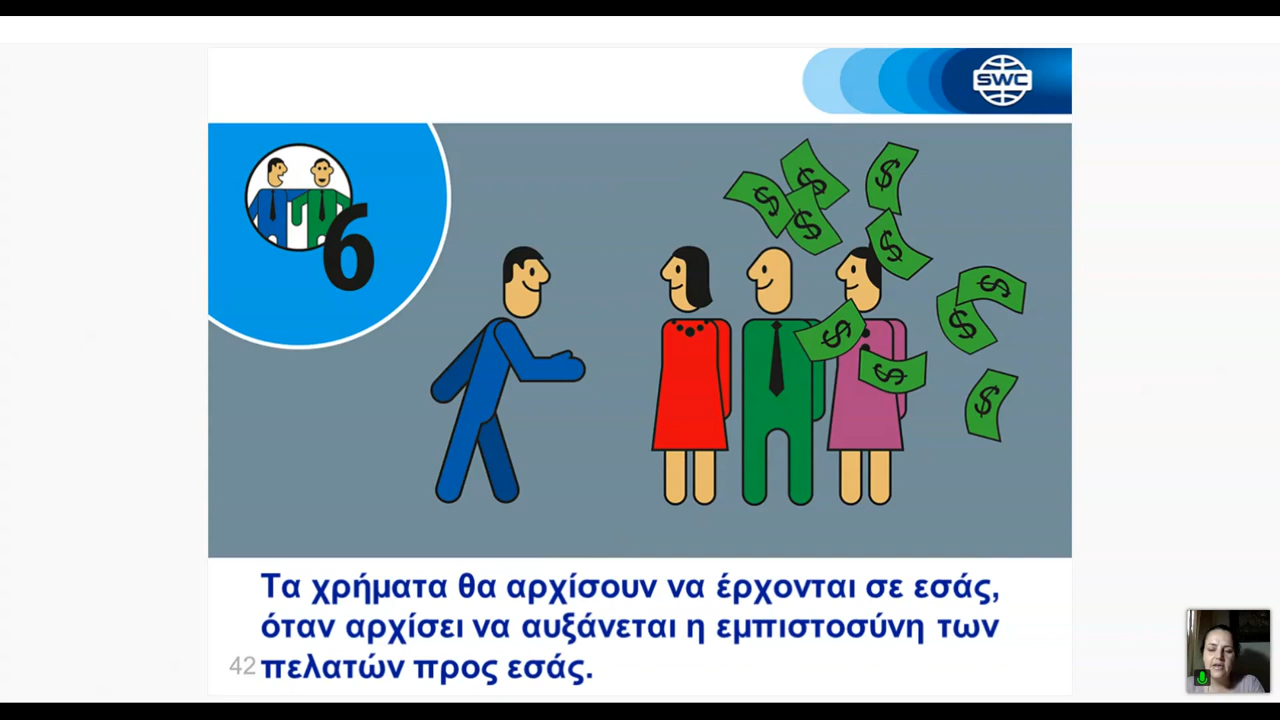 SWC
6
$ $ $ $ $ $ $ $ $ $
Τα χρήματα θα αρχίσουν να έρχονται σε εσάς,
όταν αρχίσει να αυξάνεται η εμπιστοσύνη των
42 πελατών προς εσάς.